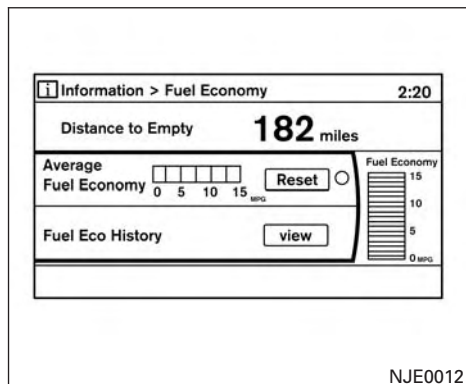 i Information > Fuel Economy 2:20
Distance to Empty 182 miles
Average
Fuel Economy 0 5 10 15 MPG Reset
Fuel Economy
15
10
5
0 MPG
Fuel Eco History view
NJE0012